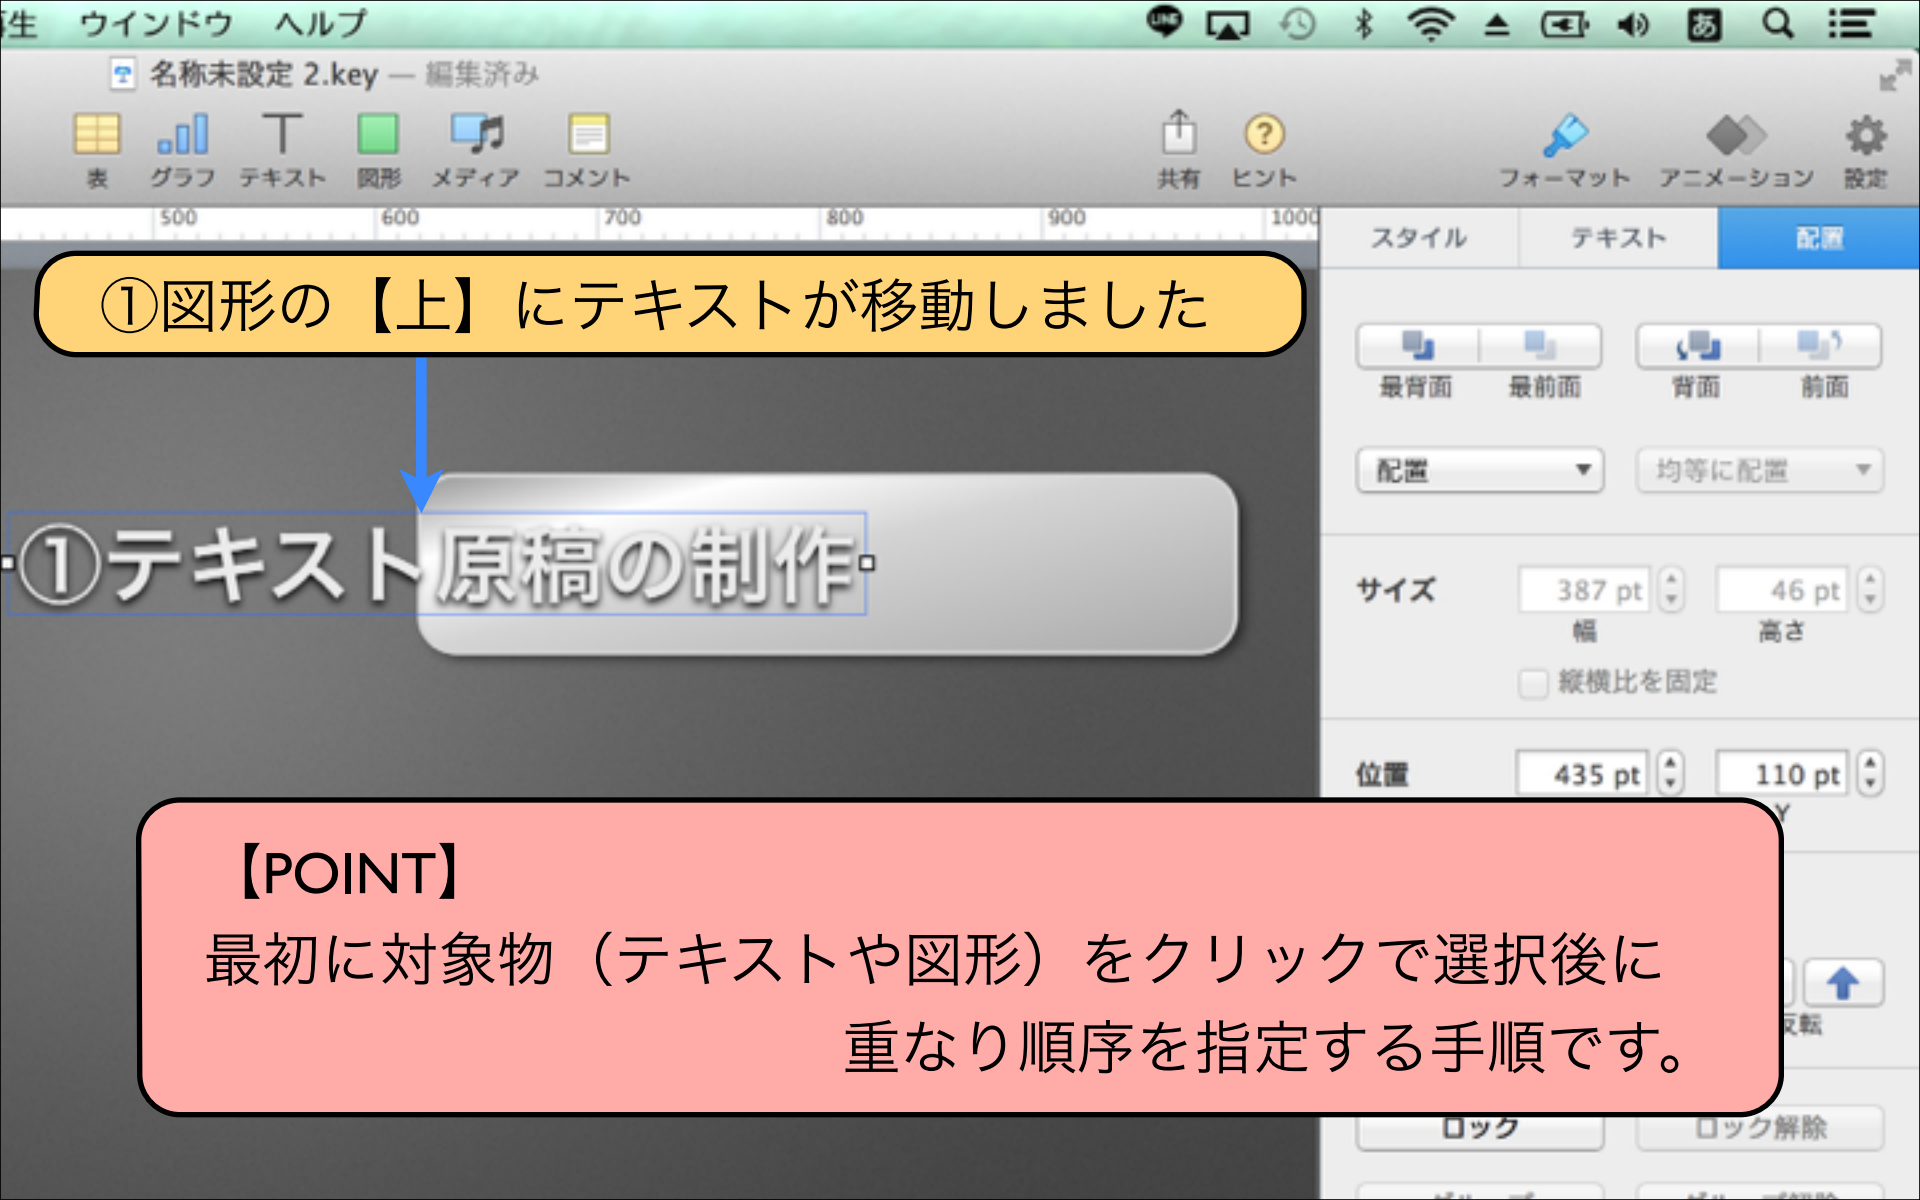 生 ウインドウ ヘルプ
LINE
あ
名称未設定 2.key — 編集済み
表 グラフ テキスト 図形 メディア コメント 共有 ヒント フォーマット アニメーション 設定
500 600 700 800 900 1000
スタイル テキスト 配置
①図形の【上】にテキストが移動しました
最背面 最前面 背面 前面
配置 均等に配置
①テキスト原稿の制作
サイズ 387 pt 46 pt
幅 高さ
縦横比を固定
位置 435 pt 110 pt
Y
【POINT】
最初に対象物（テキストや図形）をクリックで選択後に
重なり順序を指定する手順です。
反転
ロック ロック解除